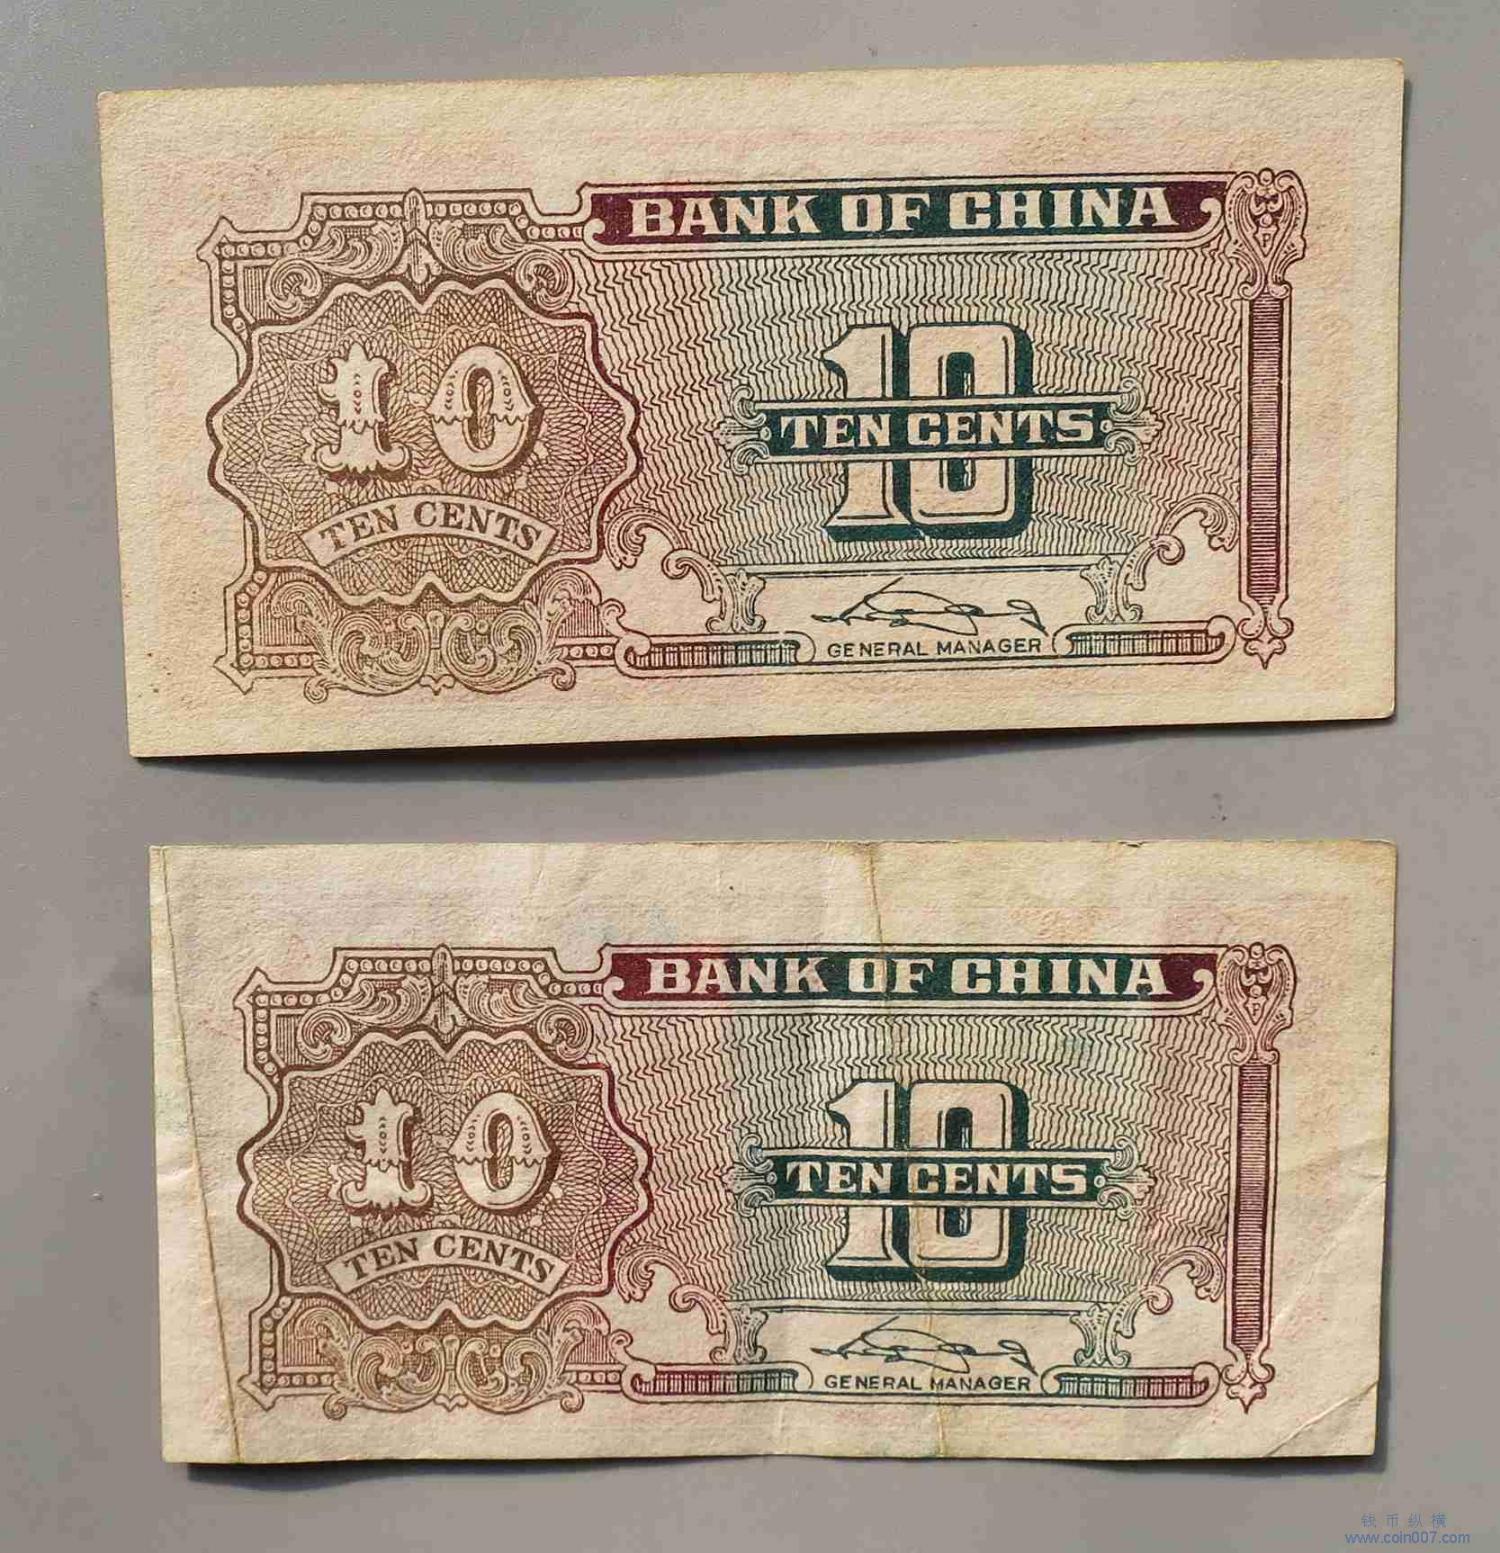 BANK OF CHINA
10
10
TEN CENTS
TEN CENTS
GENERAL MANAGER
BANK OF CHINA
10
10
TEN CENTS
TEN CENTS
GENERAL MANAGER
钱币纵横
www.coin007.com